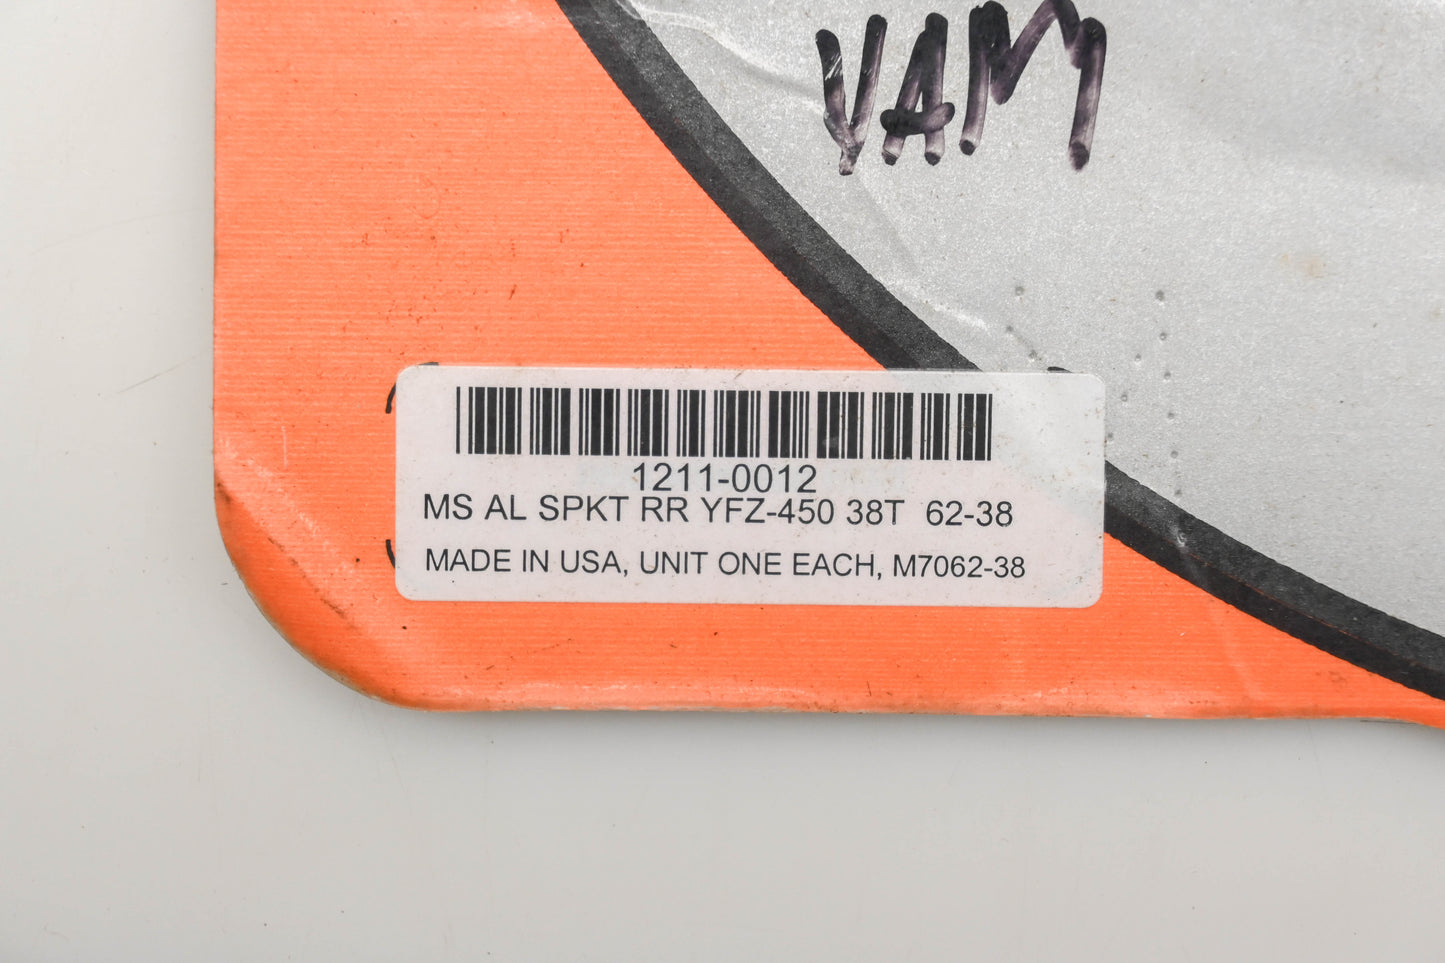 VAM
1211-0012
MS AL SPKT RR YFZ-450 38T  62-38
MADE IN USA, UNIT ONE EACH, M7062-38